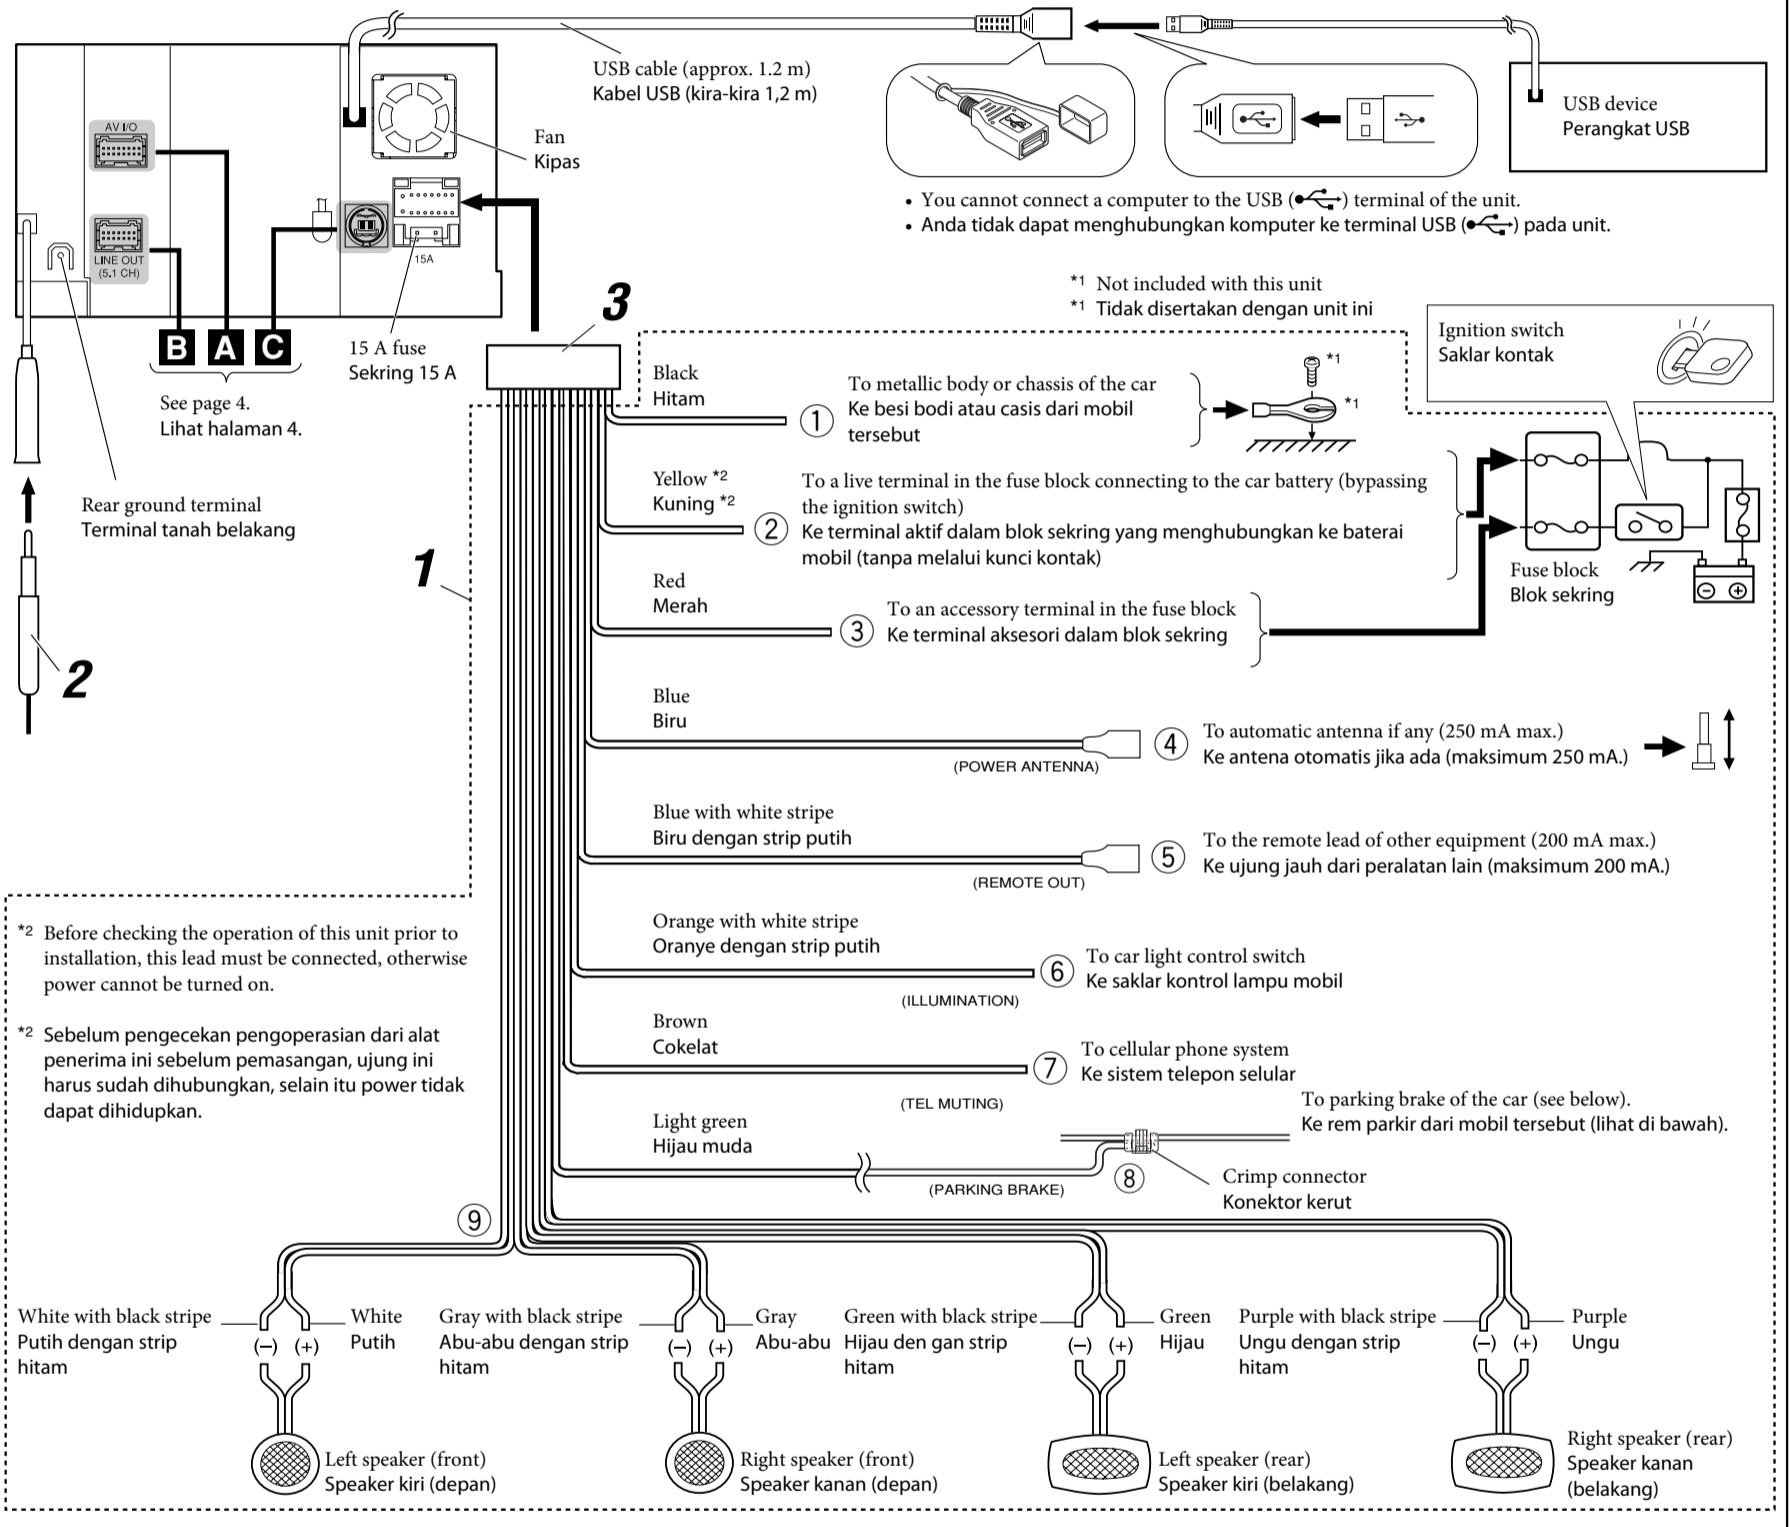 USB cable (approx. 1.2 m)
Kabel USB (kira-kira 1,2 m)
USB device
Perangkat USB
AV I/O
Fan
Kipas
LINE OUT
(5.1 CH)
15A
• You cannot connect a computer to the USB ( ) terminal of the unit.
• Anda tidak dapat menghubungkan komputer ke terminal USB ( ) pada unit.
*1 Not included with this unit
*1 Tidak disertakan dengan unit ini
B A C
See page 4.
Lihat halaman 4.
15 A fuse
Sekring 15 A
3
Ignition switch
Saklar kontak
Rear ground terminal
Terminal tanah belakang
1
2
Black
Hitam
①
To metallic body or chassis of the car
Ke besi bodi atau casis dari mobil
tersebut
*1
*1
Yellow *2
Kuning *2
②
To a live terminal in the fuse block connecting to the car battery (bypassing
the ignition switch)
Ke terminal aktif dalam blok sekring yang menghubungkan ke baterai
mobil (tanpa melalui kunci kontak)
Fuse block
Blok sekring
Red
Merah
③
To an accessory terminal in the fuse block
Ke terminal aksesori dalam blok sekring
Blue
Biru
(POWER ANTENNA)
④
To automatic antenna if any (250 mA max.)
Ke antena otomatis jika ada (maksimum 250 mA.)
Blue with white stripe
Biru dengan strip putih
(REMOTE OUT)
⑤
To the remote lead of other equipment (200 mA max.)
Ke ujung jauh dari peralatan lain (maksimum 200 mA.)
Orange with white stripe
Oranye dengan strip putih
(ILLUMINATION)
⑥
To car light control switch
Ke saklar kontrol lampu mobil
Brown
Cokelat
(TEL MUTING)
⑦
To cellular phone system
Ke sistem telepon selular
Light green
Hijau muda
(PARKING BRAKE)
⑧
To parking brake of the car (see below).
Ke rem parkir dari mobil tersebut (lihat di bawah).
Crimp connector
Konektor kerut
*2 Before checking the operation of this unit prior to
installation, this lead must be connected, otherwise
power cannot be turned on.
*2 Sebelum pengecekan pengoperasian dari alat
penerima ini sebelum pemasangan, ujung ini
harus sudah dihubungkan, selain itu power tidak
dapat dihidupkan.
⑨
White with black stripe
Putih dengan strip
hitam
(–) (+)
White
Putih
Gray with black stripe
Abu-abu dengan strip
hitam
(–) (+)
Gray
Abu-abu
Green with black stripe
Hijau den gan strip
hitam
(–) (+)
Green
Hijau
Purple with black stripe
Ungu dengan strip
hitam
(–) (+)
Purple
Ungu
Left speaker (front)
Speaker kiri (depan)
Right speaker (front)
Speaker kanan (depan)
Left speaker (rear)
Speaker kiri (belakang)
Right speaker (rear)
Speaker kanan
(belakang)